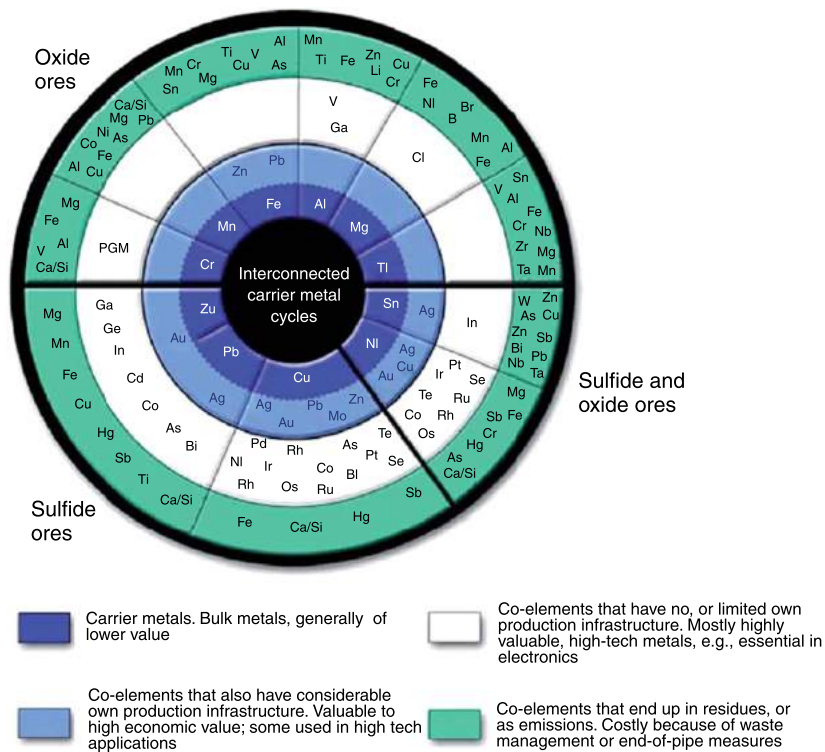 Oxide
ores
Ti V Al
Mn Cr Cu As
Sn Mg
Mn
Ti Fe Zn Cu
Li Cr
Fe
Nl B Br
Mn Al
Fe
Ca/Si
Mg Pb
Ni As
Co Fe
Al Cu
V
Ga
Cl
Sn
V Al Fe
Cr Nb
Zr Mg
Ta Mn
Mg
Fe
V Al
Ca/Si
PGM
Zn Pb
Fe Al
Mn Mg
Cr Tl
Interconnected
carrier metal
cycles
Zu Sn
Pb Nl
Cu
Au Ag
Ag Ag Au Pb Mo Zn Au Cu Ag
In
W Zn
As Cu
Zn Sb
Bi Pb
Nb Ta
Mg
Mn
Fe
Cu
Hg
Sb
Ti
Ca/Si
Ga
Ge
In
Cd
Co
As
Bi
Pt
Ir Se
Te Ru
Co Rh
Os
Mg
Sb Fe
Cr
Hg
As
Ca/Si
Pd Rh As Te
Nl Ir Co Bl Pt Se
Rh Os Ru
Fe Ca/Si Hg Sb
Sulfide and
oxide ores
Sulfide
ores
Carrier metals. Bulk metals, generally of
lower value
Co-elements that have no, or limited own
production infrastructure. Mostly highly
valuable, high-tech metals, e.g., essential in
electronics
Co-elements that also have considerable
own production infrastructure. Valuable to
high economic value; some used in high tech
applications
Co-elements that end up in residues, or
as emissions. Costly because of waste
management or end-of-pipe measures